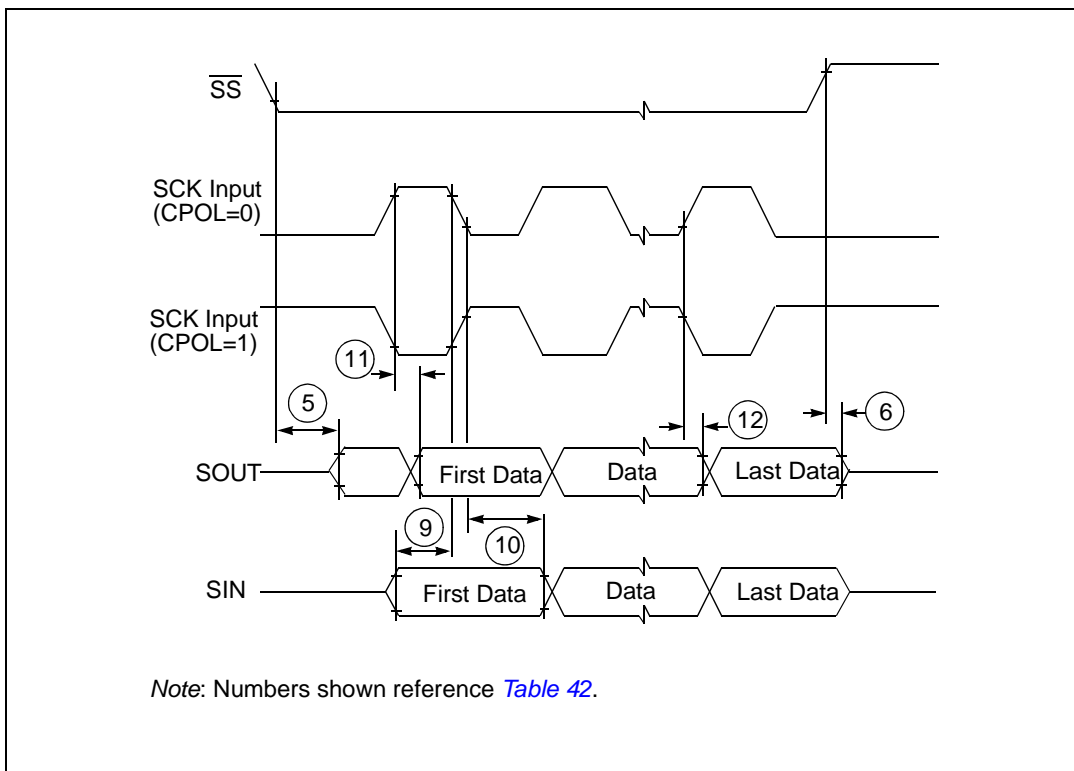 SS
SCK Input
(CPOL=0)
SCK Input
(CPOL=1)
11
5
12
6
SOUT
First Data
Data
Last Data
9
10
SIN
First Data
Data
Last Data
Note: Numbers shown reference Table 42.